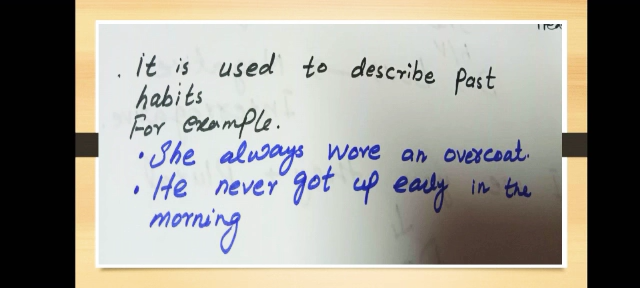 . It is used to describe Past
habits
For example.
• She always wore an overcoat.
• He never got up early in the
morning